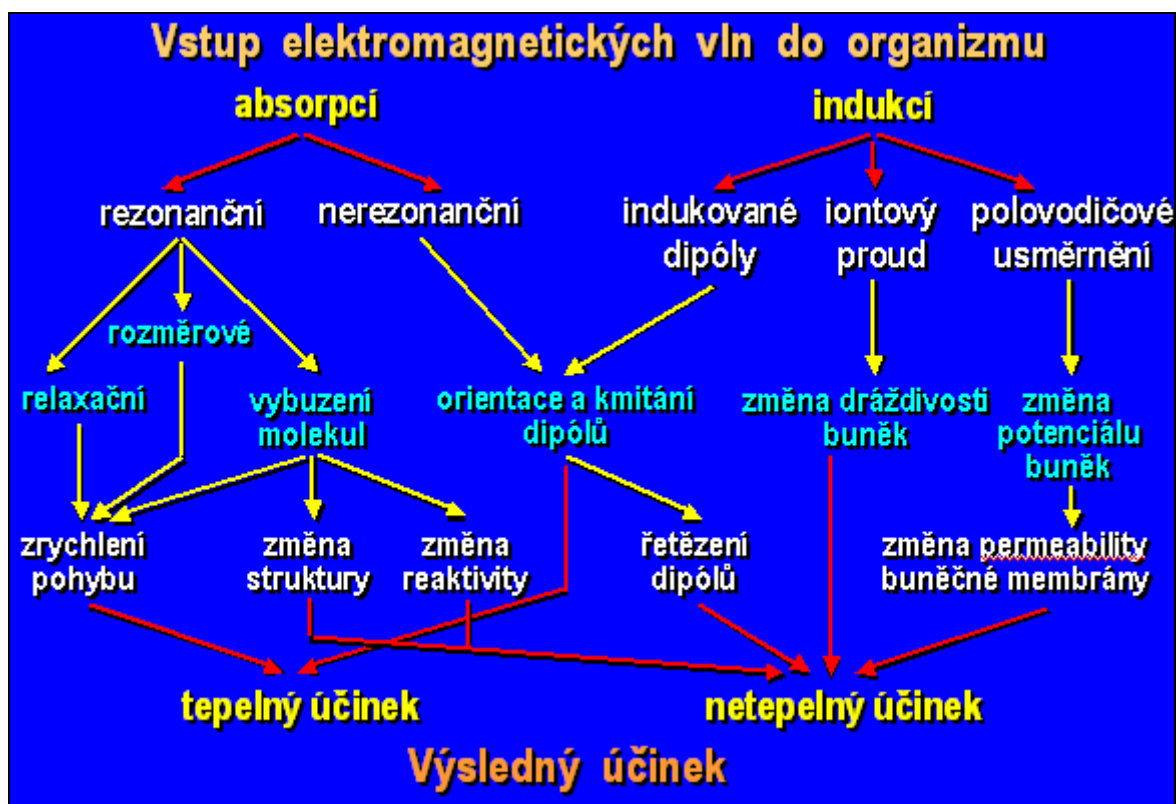 Vstup elektromagnetických vln do organizmu
absorpcí
indukcí
rezonanční
nerezonanční
indukované
dipóly
iontový
proud
polovodičové
usměrnění
rozměrové
relaxační
vybuzení
molekul
orientace a kmitání
dipólů
změna dráždivosti
buněk
změna
potenciálu
buněk
zrychlení
pohybu
změna
struktury
změna
reaktivity
řetězení
dipólů
změna permeability
buněčné membrány
tepelný účinek
netepelný účinek
Výsledný účinek